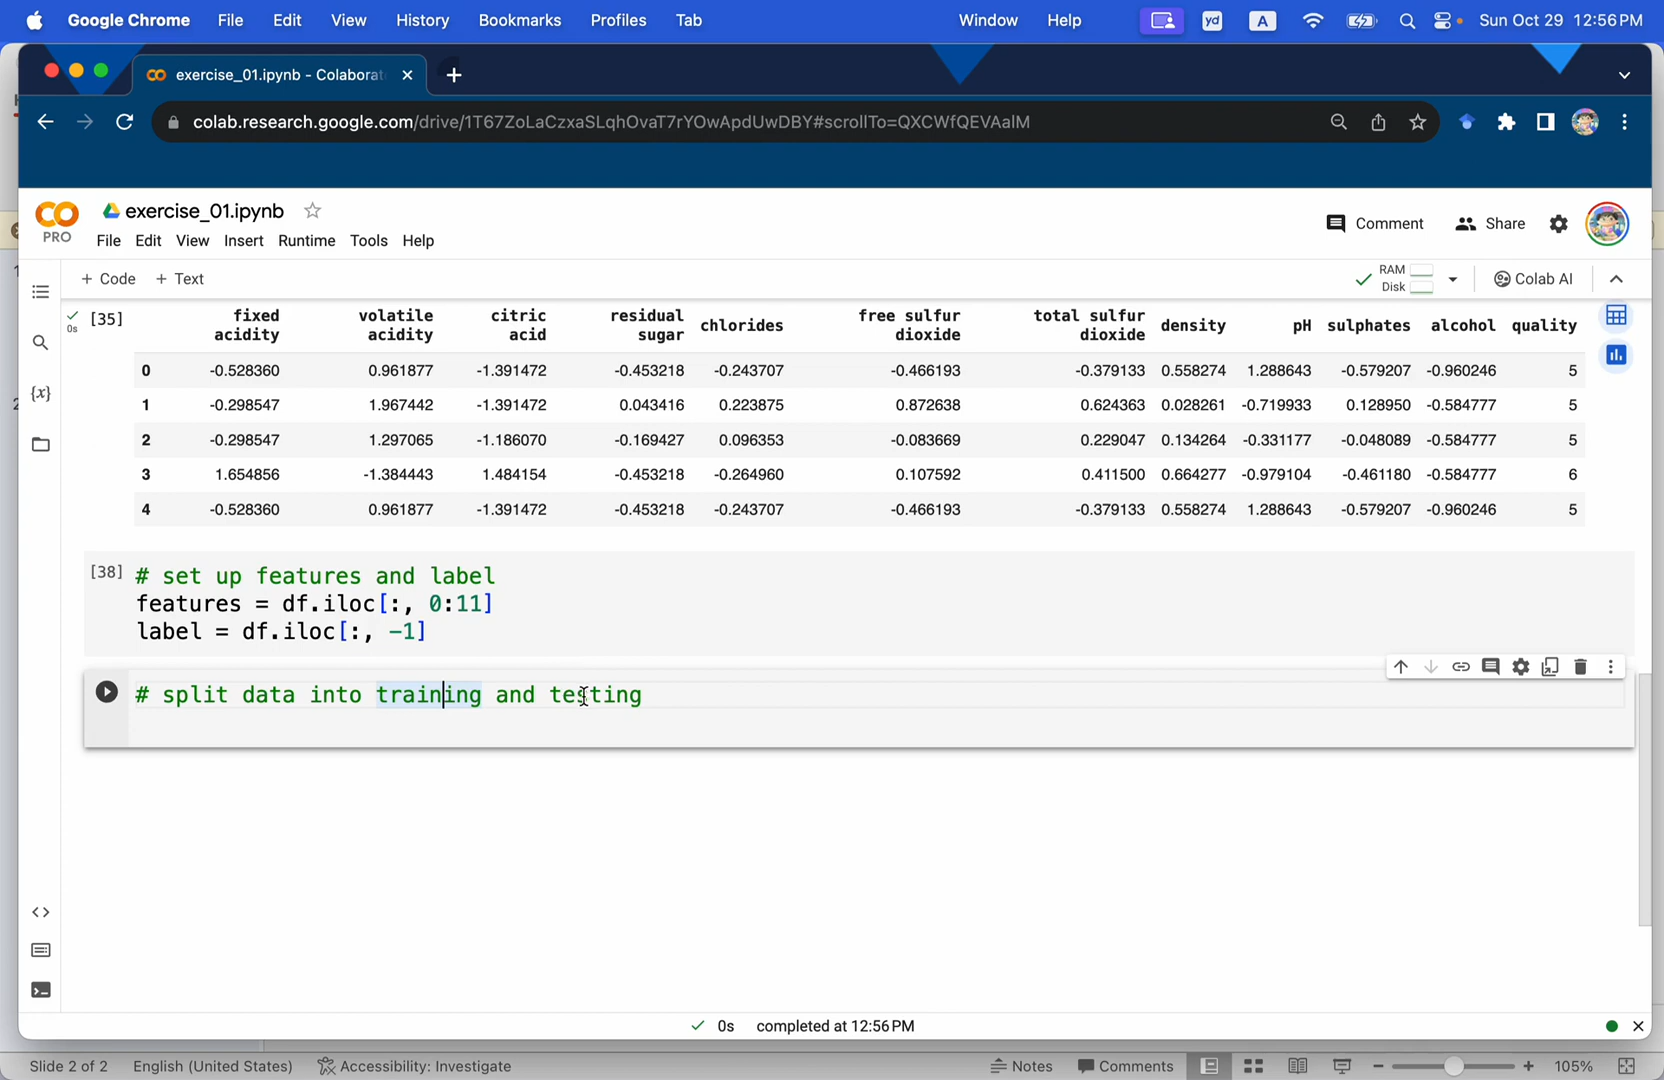 Google Chrome File Edit View History Bookmarks Profiles Tab Window Help yd A Sun Oct 29 12:56 PM
exercise_01.ipynb - Colaborat
colab.research.google.com/drive/1T67ZoLaCzxaSLqhOvaT7rYOwApdUwDBY#scrollTo=QXCWfQEVAaIM
CO PRO exercise_01.ipynb
File Edit View Insert Runtime Tools Help
Comment Share
+ Code + Text RAM Disk Colab AI
0s [35] fixed acidity volatile acidity citric acid residual sugar chlorides free sulfur dioxide total sulfur dioxide density pH sulphates alcohol quality
0 -0.528360 0.961877 -1.391472 -0.453218 -0.243707 -0.466193 -0.379133 0.558274 1.288643 -0.579207 -0.960246 5
1 -0.298547 1.967442 -1.391472 0.043416 0.223875 0.872638 0.624363 0.028261 -0.719933 0.128950 -0.584777 5
2 -0.298547 1.297065 -1.186070 -0.169427 0.096353 -0.083669 0.229047 0.134264 -0.331177 -0.048089 -0.584777 5
3 1.654856 -1.384443 1.484154 -0.453218 -0.264960 0.107592 0.411500 0.664277 -0.979104 -0.461180 -0.584777 6
4 -0.528360 0.961877 -1.391472 -0.453218 -0.243707 -0.466193 -0.379133 0.558274 1.288643 -0.579207 -0.960246 5
[38] # set up features and label
features = df.iloc[:, 0:11]
label = df.iloc[:, -1]
# split data into training and testing
0s completed at 12:56 PM
Slide 2 of 2 English (United States) Accessibility: Investigate Notes Comments 105%